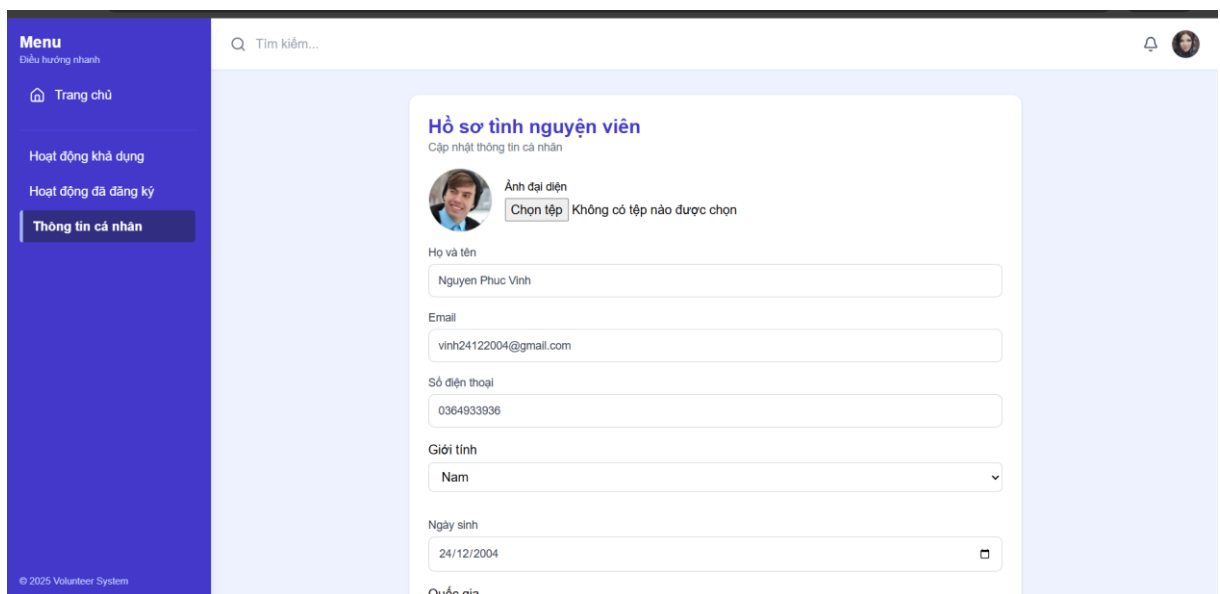 Menu
Điều hướng nhanh
Trang chủ
Hoạt động khả dụng
Hoạt động đã đăng ký
Thông tin cá nhân
© 2025 Volunteer System
Tìm kiếm...
Hồ sơ tình nguyện viên
Cập nhật thông tin cá nhân
Ảnh đại diện
Chọn tệp Không có tệp nào được chọn
Họ và tên
Nguyen Phuc Vinh
Email
vinh24122004@gmail.com
Số điện thoại
0364933936
Giới tính
Nam
Ngày sinh
24/12/2004
Quốc gia